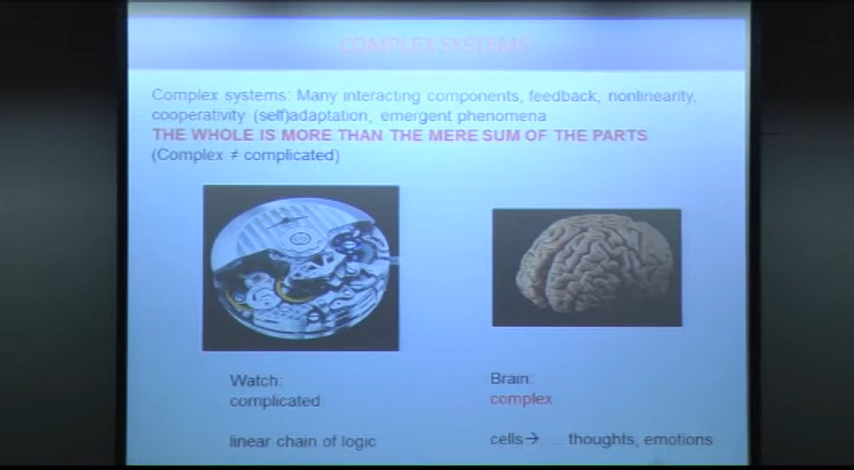 COMPLEX SYSTEMS
Complex systems: Many interacting components, feedback, nonlinearity,
cooperativity (self)adaptation, emergent phenomena
THE WHOLE IS MORE THAN THE MERE SUM OF THE PARTS
(Complex ≠ complicated)
Watch:
complicated
linear chain of logic
Brain:
complex
cells→ ... thoughts, emotions